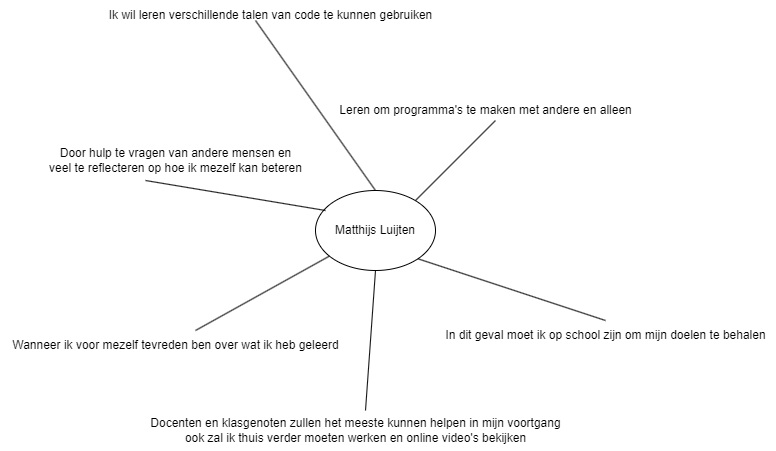 Ik wil leren verschillende talen van code te kunnen gebruiken
Leren om programma's te maken met andere en alleen
Door hulp te vragen van andere mensen en
veel te reflecteren op hoe ik mezelf kan beteren
Matthijs Luijten
In dit geval moet ik op school zijn om mijn doelen te behalen
Wanneer ik voor mezelf tevreden ben over wat ik heb geleerd
Docenten en klasgenoten zullen het meeste kunnen helpen in mijn voortgang
ook zal ik thuis verder moeten werken en online video's bekijken